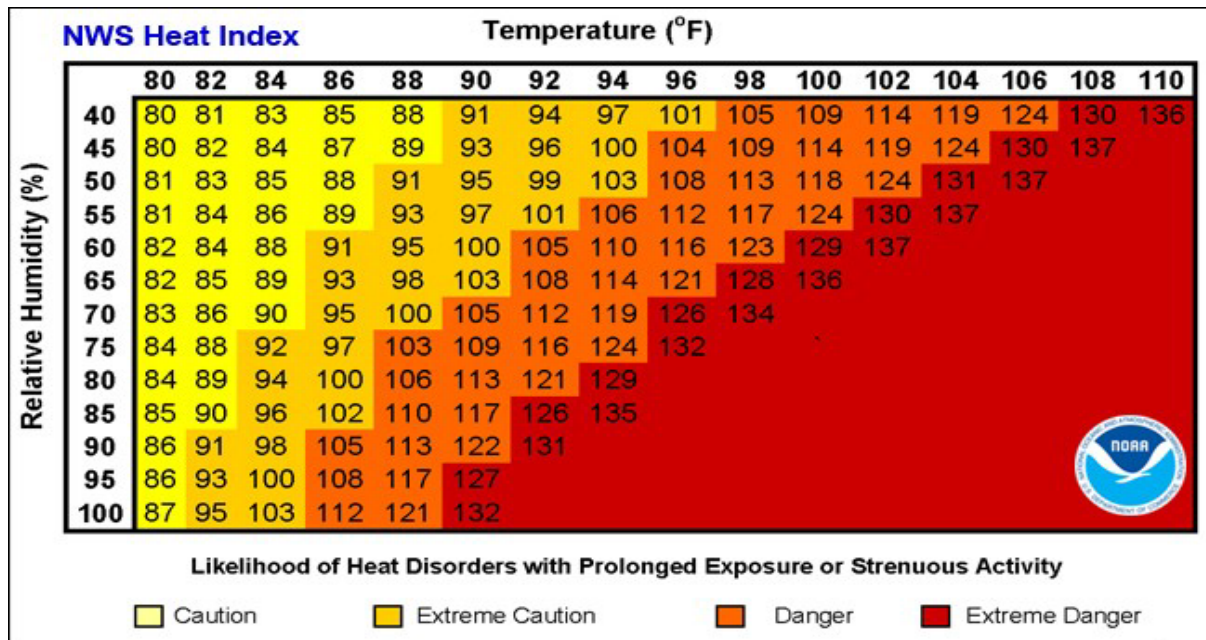 NWS Heat Index
Temperature (°F)
80 82 84 86 88 90 92 94 96 98 100 102 104 106 108 110
Relative Humidity (%)
40 80 81 83 85 88 91 94 97 101 105 109 114 119 124 130 136
45 80 82 84 87 89 93 96 100 104 109 114 119 124 130 137
50 81 83 85 88 91 95 99 103 108 113 118 124 131 137
55 81 84 86 89 93 97 101 106 112 117 124 130 137
60 82 84 88 91 95 100 105 110 116 123 129 137
65 82 85 89 93 98 103 108 114 121 128 136
70 83 86 90 95 100 105 112 119 126 134
75 84 88 92 97 103 109 116 124 132
80 84 89 94 100 106 113 121 129
85 85 90 96 102 110 117 126 135
90 86 91 98 105 113 122 131
95 86 93 100 108 117 127
100 87 95 103 112 121 132
NOAA
NATIONAL OCEANIC AND ATMOSPHERIC ADMINISTRATION
U.S. DEPARTMENT OF COMMERCE
Likelihood of Heat Disorders with Prolonged Exposure or Strenuous Activity
Caution Extreme Caution Danger Extreme Danger